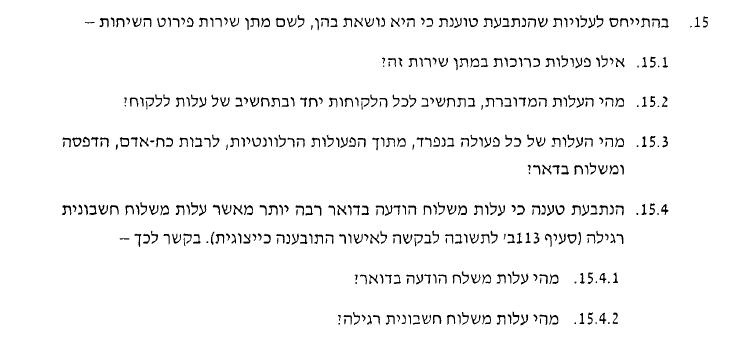 15. בהתייחס לעלויות שהנתבעת טוענת כי היא נושאת בהן, לשם מתן שירות פירוט השיחות –
15.1. אילו פעולות כרוכות במתן שירות זה?
15.2. מהי העלות המדוברת, בתחשיב לכל הלקוחות יחד ובתחשיב של עלות ללקוח?
15.3. מהי העלות של כל פעולה בנפרד, מתוך הפעולות הרלוונטיות, לרבות כח-אדם, הדפסה
ומשלוח בדאר?
15.4. הנתבעת טענה כי עלות משלוח הודעה בדואר רבה יותר מאשר עלות משלוח חשבונית
רגילה (סעיף 113ב' לתשובה לבקשה לאישור התובענה כייצוגית). בקשר לכך –
15.4.1. מהי עלות משלח הודעה בדואר?
15.4.2. מהי עלות משלוח חשבונית רגילה?